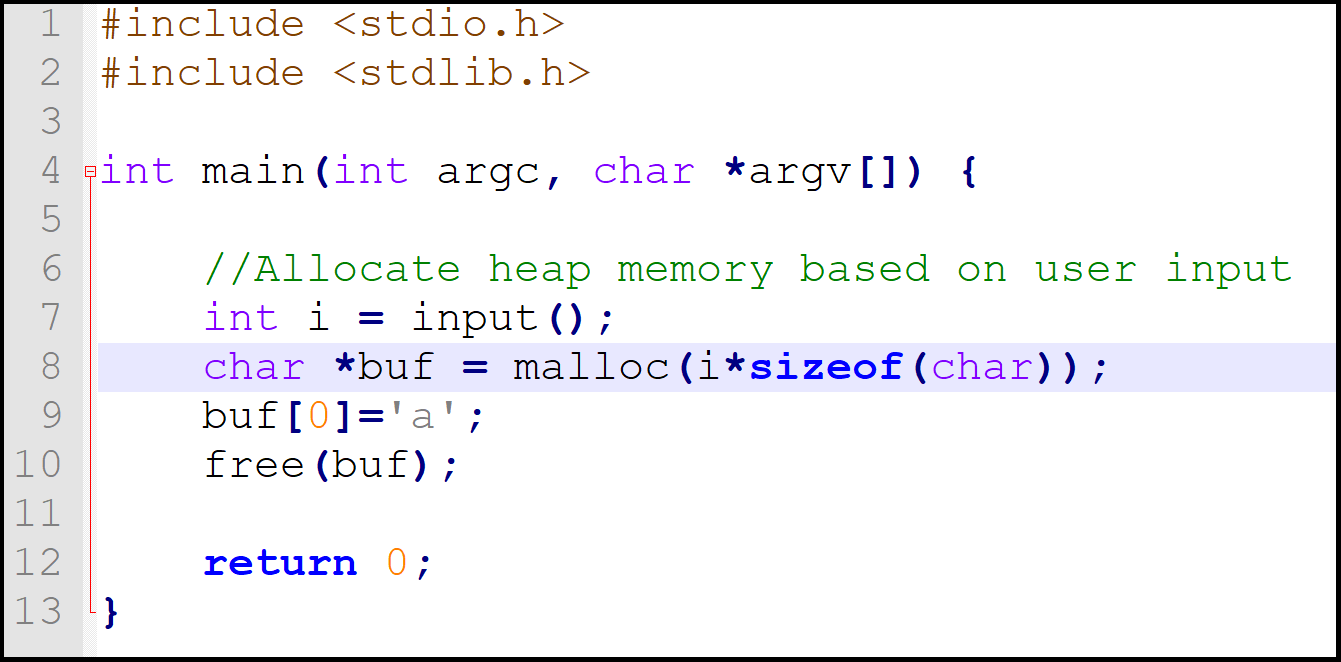 1 #include <stdio.h>
2 #include <stdlib.h>
3
4 int main(int argc, char *argv[]) {
5
6 //Allocate heap memory based on user input
7 int i = input();
8 char *buf = malloc(i*sizeof(char));
9 buf[0]='a';
10 free(buf);
11
12 return 0;
13 }